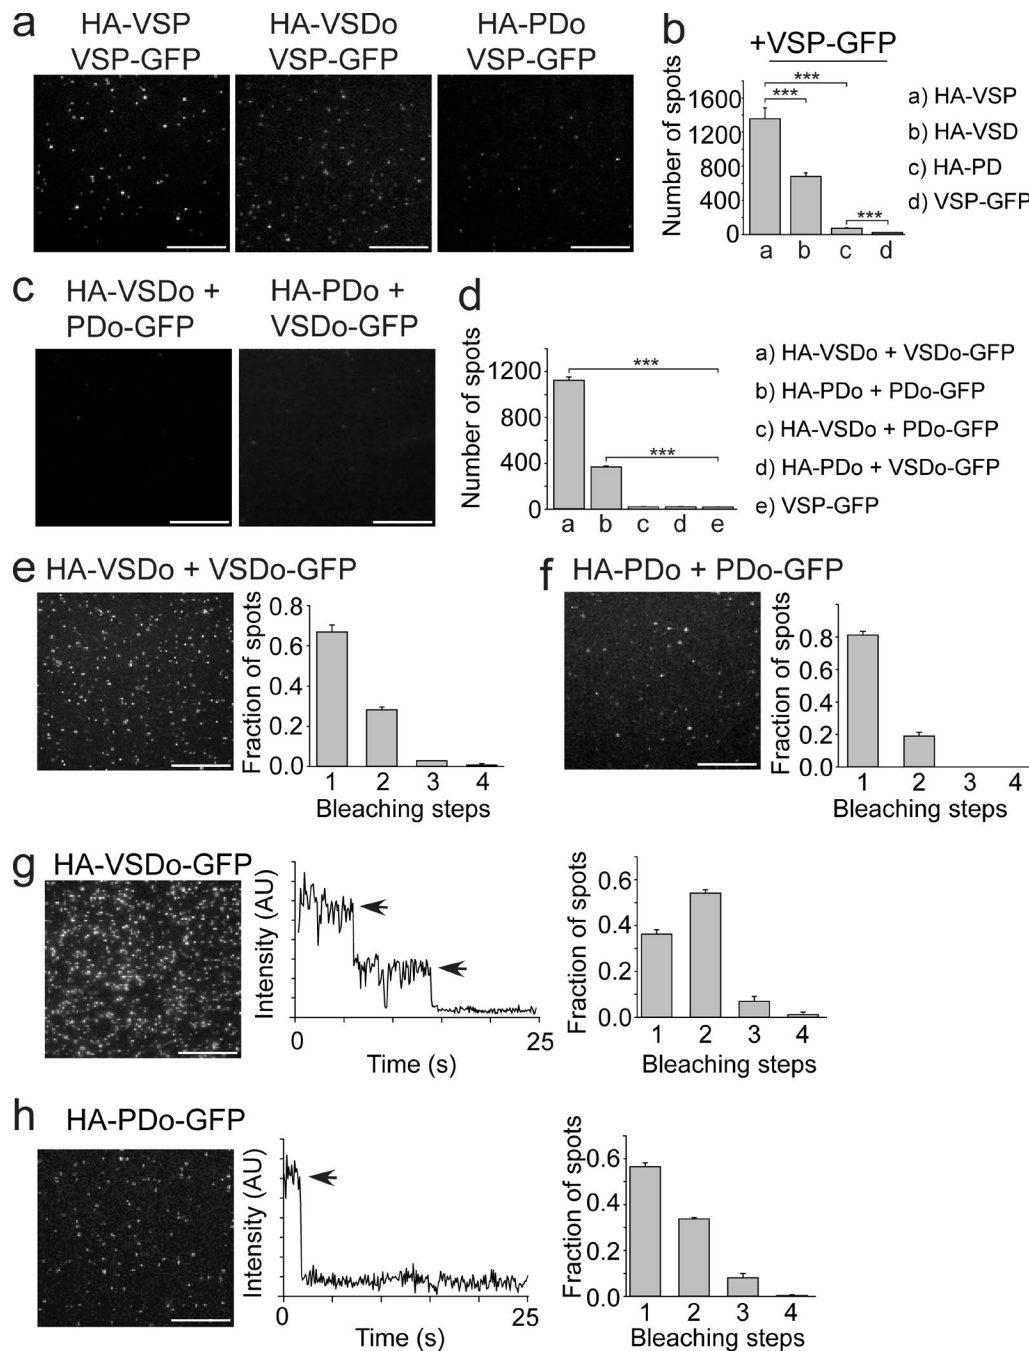 a
HA-VSP
VSP-GFP
HA-VSDo
VSP-GFP
HA-PDo
VSP-GFP
b
+VSP-GFP
Number of spots
1600
1200
800
400
0
***
***
***
a b c d
a) HA-VSP
b) HA-VSD
c) HA-PD
d) VSP-GFP
c
HA-VSDo +
PDo-GFP
HA-PDo +
VSDo-GFP
d
Number of spots
1200
800
400
0
***
***
a b c d e
a) HA-VSDo + VSDo-GFP
b) HA-PDo + PDo-GFP
c) HA-VSDo + PDo-GFP
d) HA-PDo + VSDo-GFP
e) VSP-GFP
e HA-VSDo + VSDo-GFP
Fraction of spots
0.8
0.6
0.4
0.2
0.0
1 2 3 4
Bleaching steps
f HA-PDo + PDo-GFP
Fraction of spots
0.8
0.6
0.4
0.2
0.0
1 2 3 4
Bleaching steps
g HA-VSDo-GFP
Intensity (AU)
0 25
Time (s)
Fraction of spots
0.6
0.4
0.2
0.0
1 2 3 4
Bleaching steps
h HA-PDo-GFP
Intensity (AU)
0 25
Time (s)
Fraction of spots
0.6
0.4
0.2
0.0
1 2 3 4
Bleaching steps